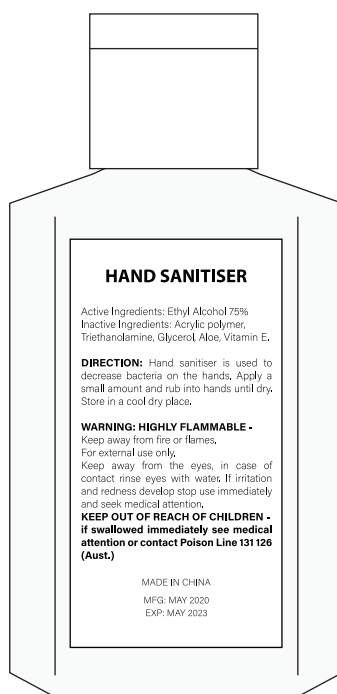 HAND SANITISER
Active Ingredients: Ethyl Alcohol 75%
Inactive Ingredients: Acrylic polymer,
Triethanolamine, Glycerol, Aloe, Vitamin E.
DIRECTION: Hand sanitiser is used to
decrease bacteria on the hands. Apply a
small amount and rub into hands until dry.
Store in a cool dry place.
WARNING: HIGHLY FLAMMABLE -
Keep away from fire or flames.
For external use only.
Keep away from the eyes, in case of
contact rinse eyes with water. If irritation
and redness develop stop use immediately
and seek medical attention.
KEEP OUT OF REACH OF CHILDREN -
if swallowed immediately see medical
attention or contact Poison Line 131 126
(Aust.)
MADE IN CHINA
MFG: MAY 2020
EXP: MAY 2023